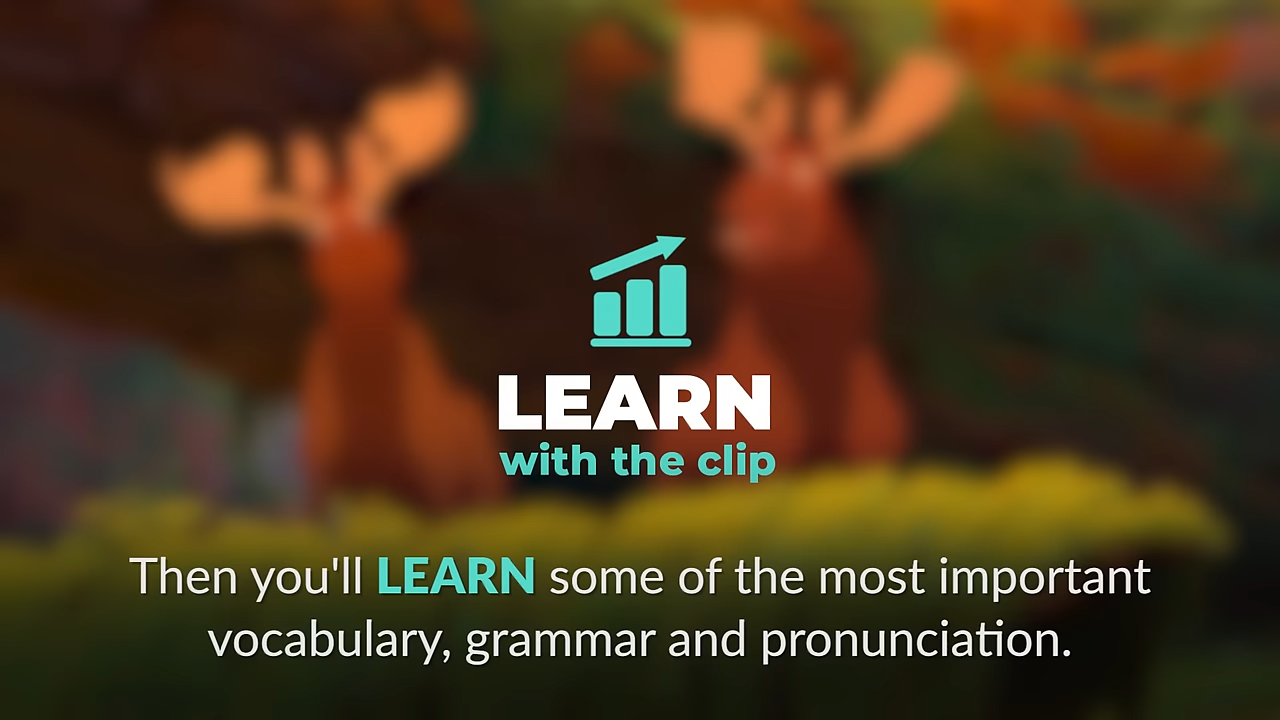 LEARN
with the clip
Then you'll LEARN some of the most important
vocabulary, grammar and pronunciation.